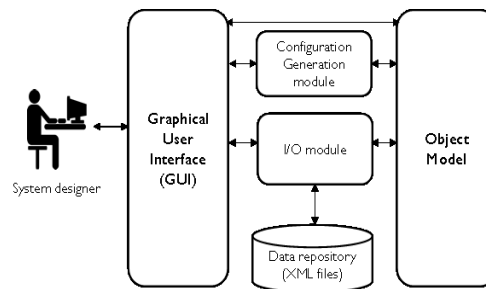 System designer
Graphical
User
Interface
(GUI)
Configuration
Generation
module
I/O module
Data repository
(XML files)
Object
Model